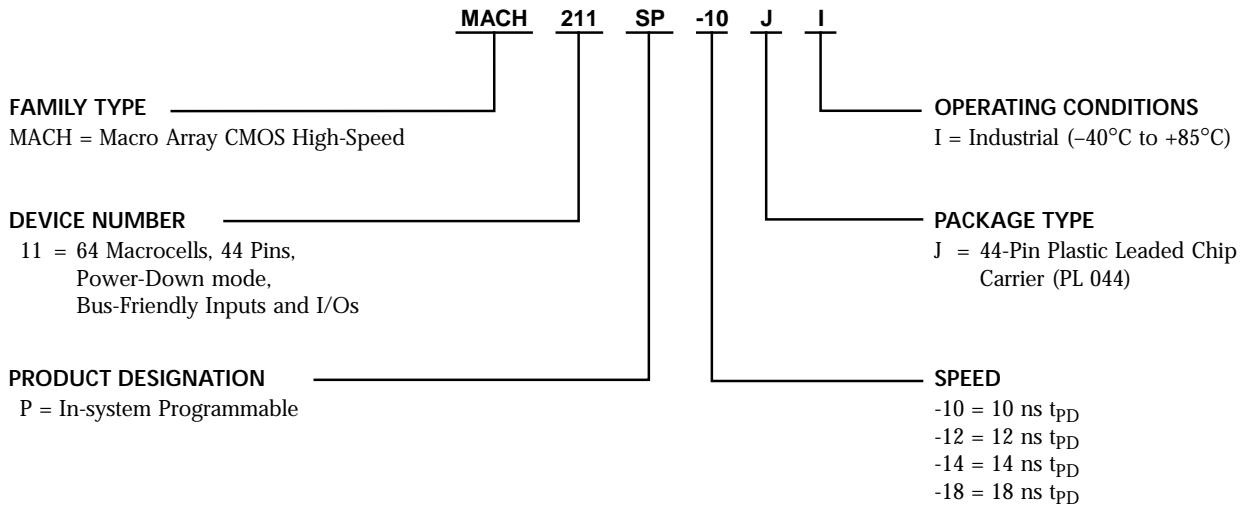 MACH 211 SP -10 J I
FAMILY TYPE
MACH = Macro Array CMOS High-Speed
DEVICE NUMBER
11 = 64 Macrocells, 44 Pins,
Power-Down mode,
Bus-Friendly Inputs and I/Os
PRODUCT DESIGNATION
P = In-system Programmable
OPERATING CONDITIONS
I = Industrial (–40°C to +85°C)
PACKAGE TYPE
J = 44-Pin Plastic Leaded Chip
Carrier (PL 044)
SPEED
-10 = 10 ns tPD
-12 = 12 ns tPD
-14 = 14 ns tPD
-18 = 18 ns tPD